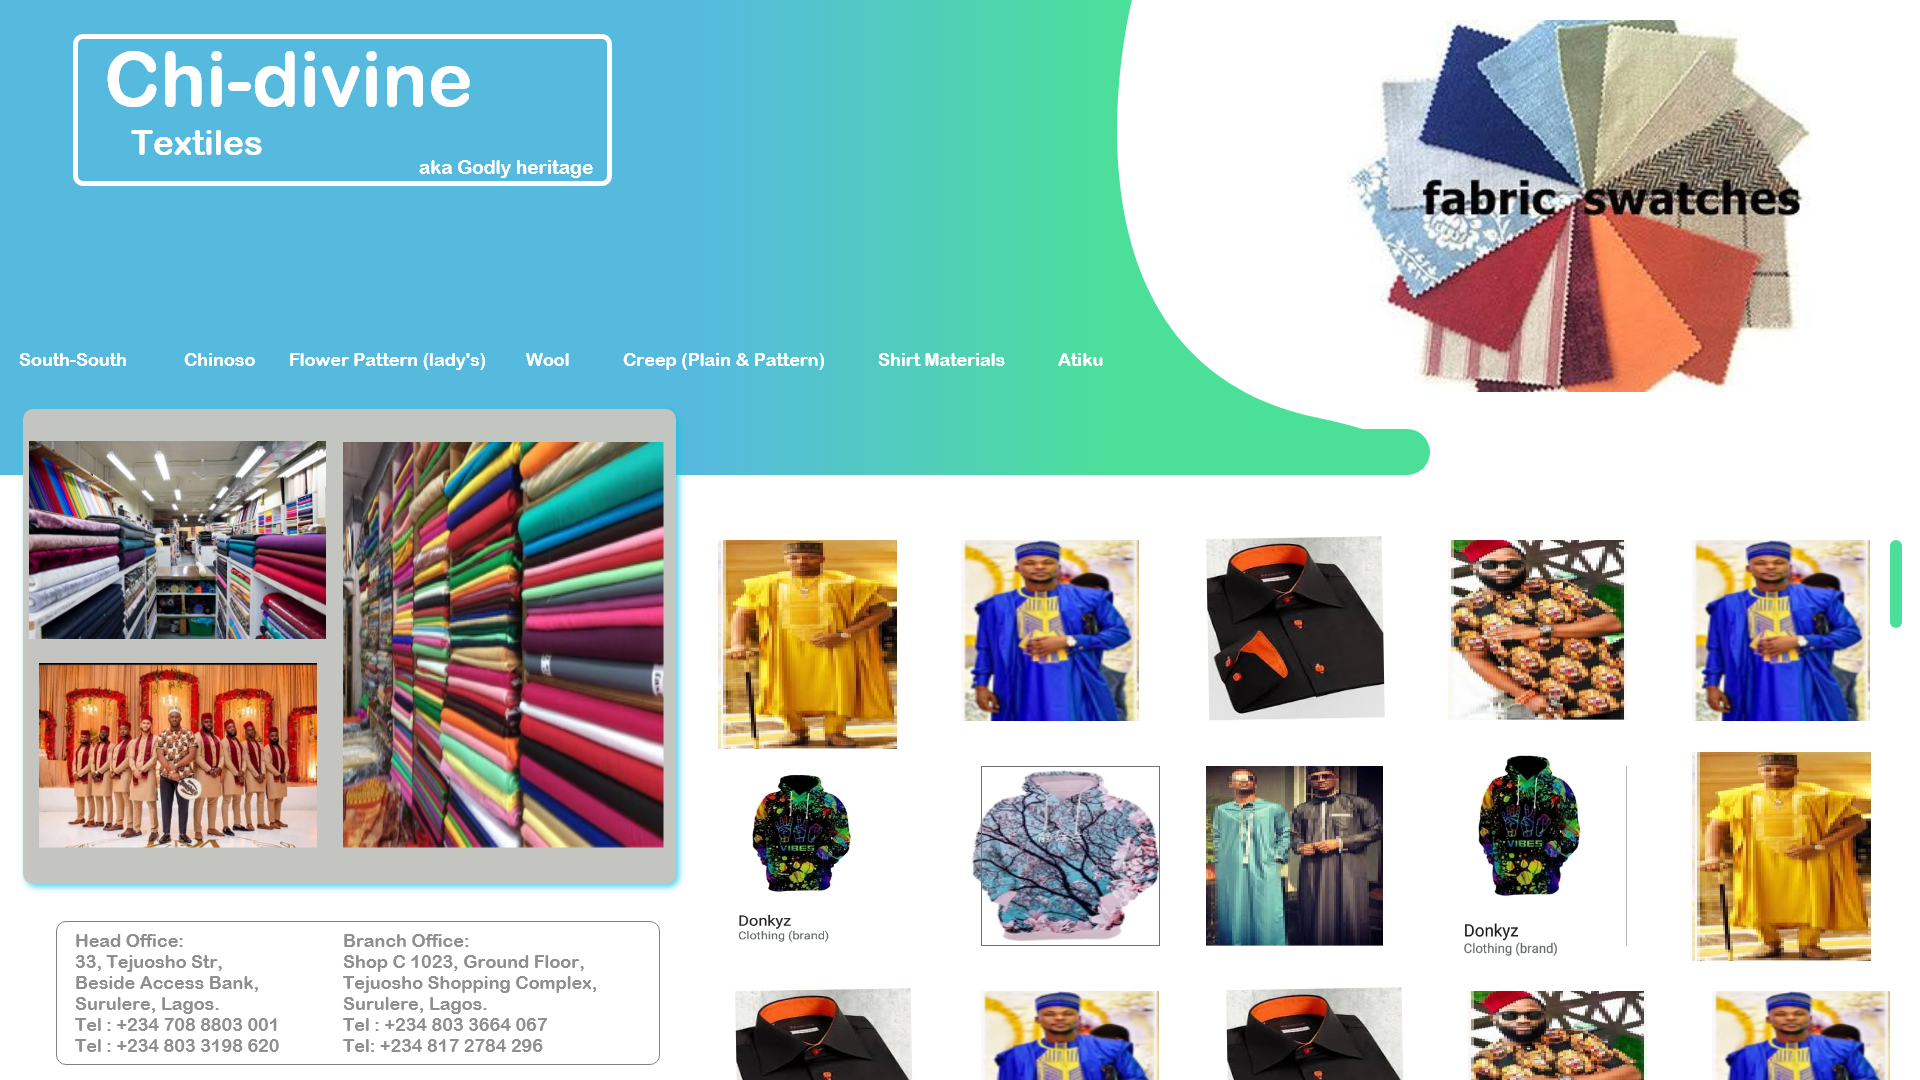 Chi-divine
Textiles
aka Godly heritage
fabric swatches
South-South
Chinoso
Flower Pattern (lady's)
Wool
Creep (Plain & Pattern)
Shirt Materials
Atiku
VIBES
Donkyz
Clothing (brand)
VIBES
Donkyz
Clothing (brand)
Head Office:
33, Tejuosho Str,
Beside Access Bank,
Surulere, Lagos.
Tel : +234 708 8803 001
Tel : +234 803 3198 620
Branch Office:
Shop C 1023, Ground Floor,
Tejuosho Shopping Complex,
Surulere, Lagos.
Tel : +234 803 3664 067
Tel: +234 817 2784 296